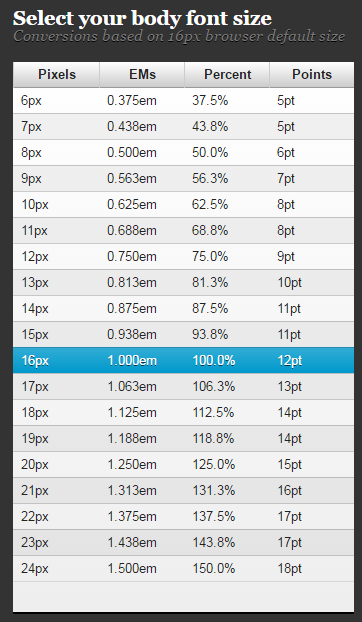 Select your body font size
Conversions based on 16px browser default size
Pixels EMs Percent Points
6px 0.375em 37.5% 5pt
7px 0.438em 43.8% 5pt
8px 0.500em 50.0% 6pt
9px 0.563em 56.3% 7pt
10px 0.625em 62.5% 8pt
11px 0.688em 68.8% 8pt
12px 0.750em 75.0% 9pt
13px 0.813em 81.3% 10pt
14px 0.875em 87.5% 11pt
15px 0.938em 93.8% 11pt
16px 1.000em 100.0% 12pt
17px 1.063em 106.3% 13pt
18px 1.125em 112.5% 14pt
19px 1.188em 118.8% 14pt
20px 1.250em 125.0% 15pt
21px 1.313em 131.3% 16pt
22px 1.375em 137.5% 17pt
23px 1.438em 143.8% 17pt
24px 1.500em 150.0% 18pt